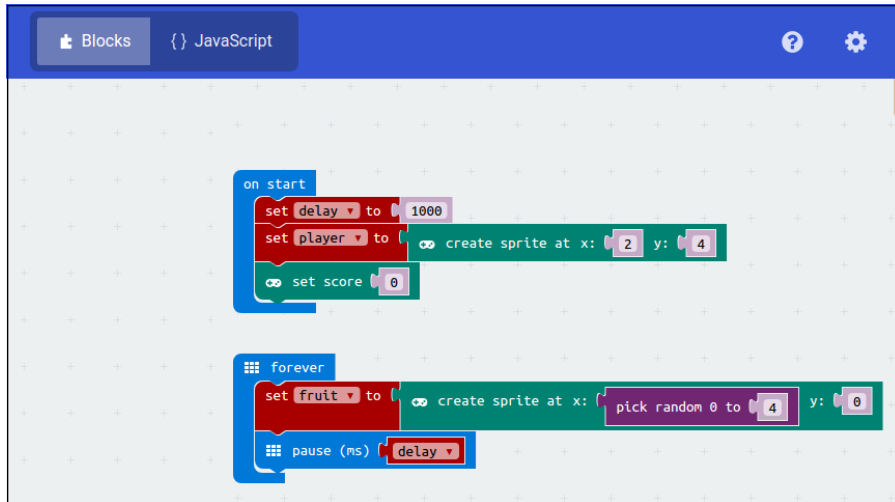 Blocks {} JavaScript ?
on start
set delay to 1000
set player to create sprite at x: 2 y: 4
set score 0
forever
set fruit to create sprite at x: pick random 0 to 4 y: 0
pause (ms) delay